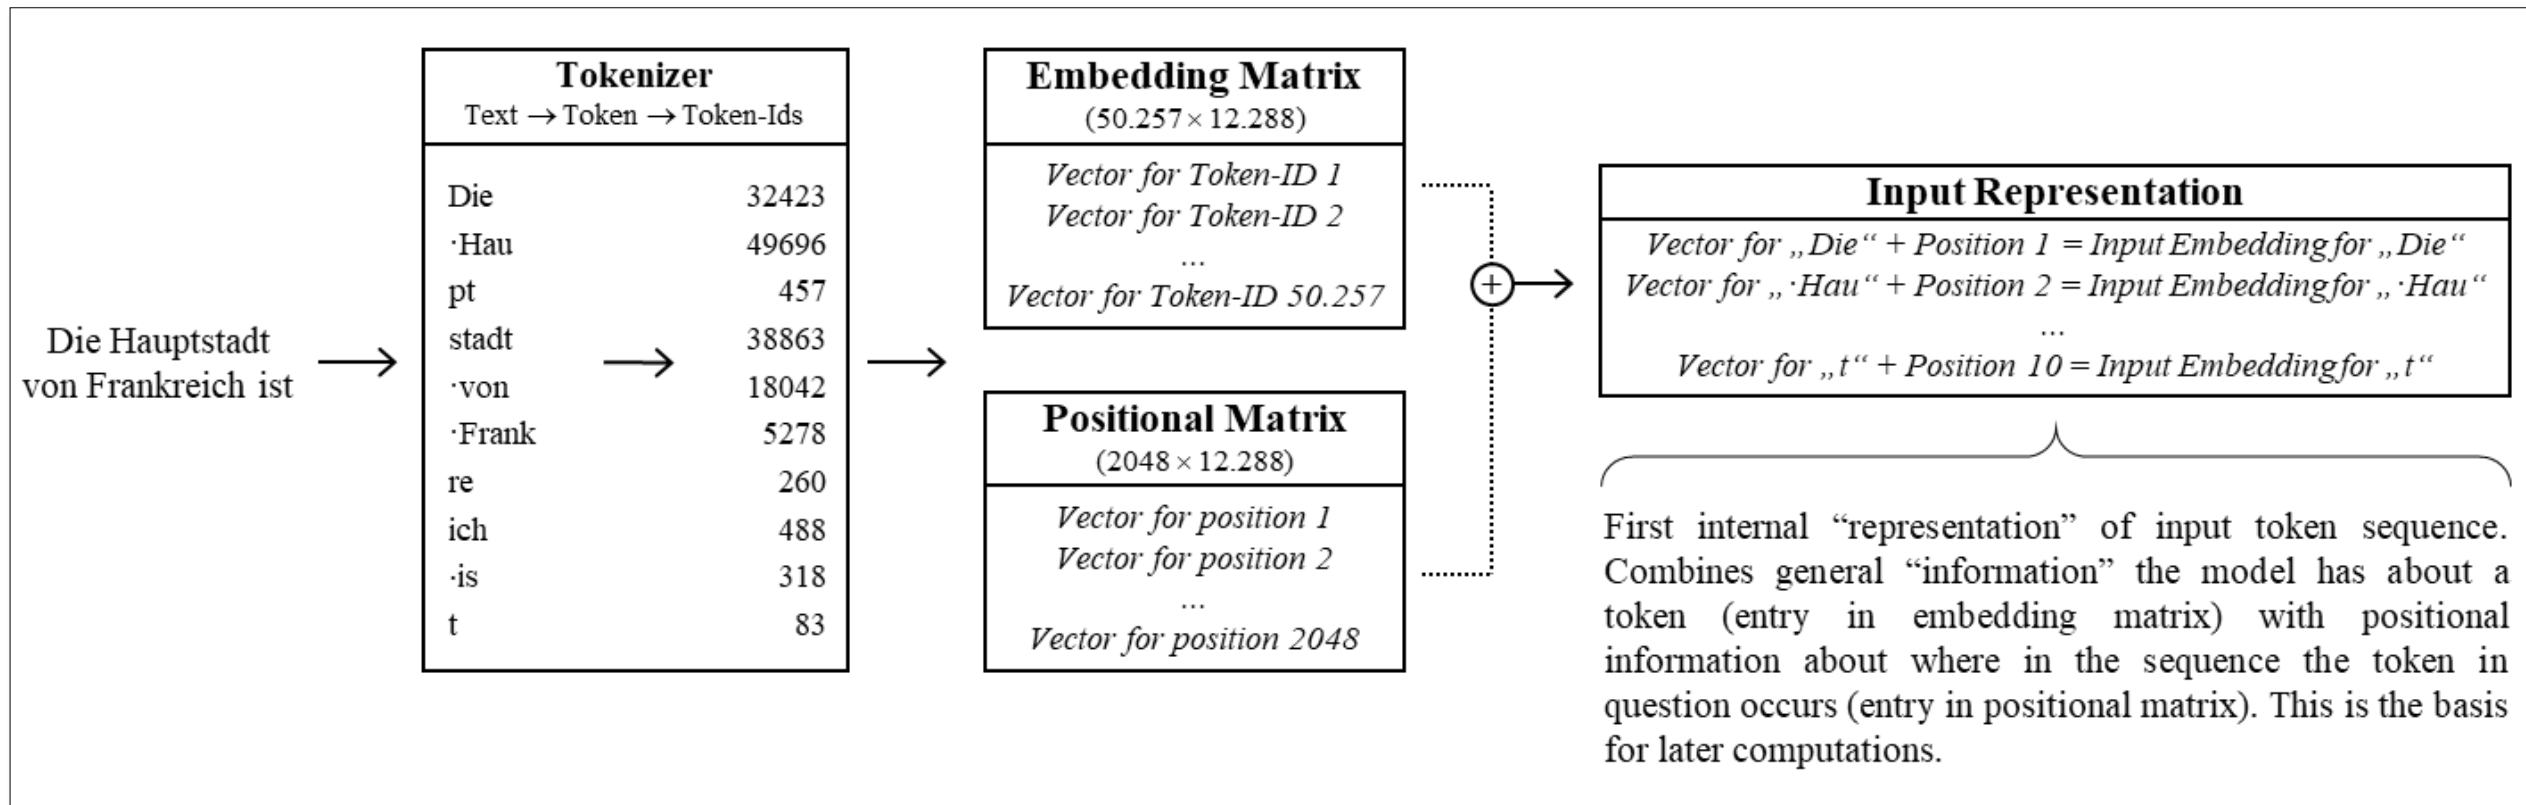 Die Hauptstadt
von Frankreich ist
Tokenizer
Text → Token → Token-Ids
Die 32423
·Hau 49696
pt 457
stadt 38863
·von 18042
·Frank 5278
re 260
ich 488
·is 318
t 83
Embedding Matrix
(50.257 × 12.288)
Vector for Token-ID 1
Vector for Token-ID 2
...
Vector for Token-ID 50.257
Positional Matrix
(2048 × 12.288)
Vector for position 1
Vector for position 2
...
Vector for position 2048
+
Input Representation
Vector for „Die“ + Position 1 = Input Embedding for „Die“
Vector for „·Hau“ + Position 2 = Input Embedding for „·Hau“
...
Vector for „t“ + Position 10 = Input Embedding for „t“
First internal “representation” of input token sequence.
Combines general “information” the model has about a
token (entry in embedding matrix) with positional
information about where in the sequence the token in
question occurs (entry in positional matrix). This is the basis
for later computations.